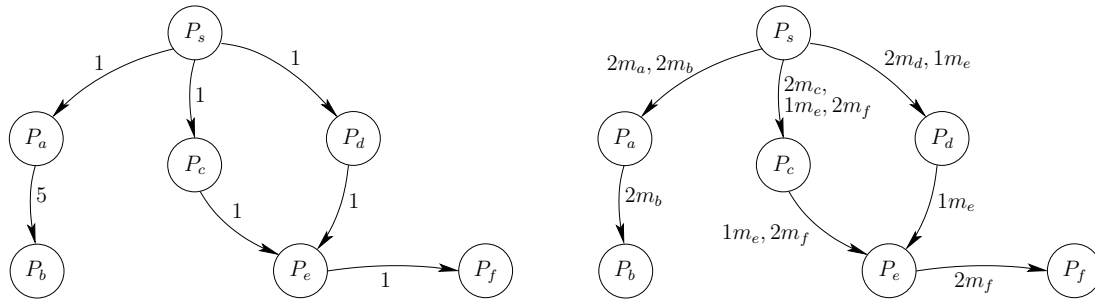 P_s
1
1
1
P_a
P_c
P_d
5
1
1
P_b
P_e
P_f
1
P_s
2m_a, 2m_b
2m_c,
1m_e, 2m_f
2m_d, 1m_e
P_a
P_c
P_d
2m_b
1m_e, 2m_f
1m_e
P_b
P_e
P_f
2m_f